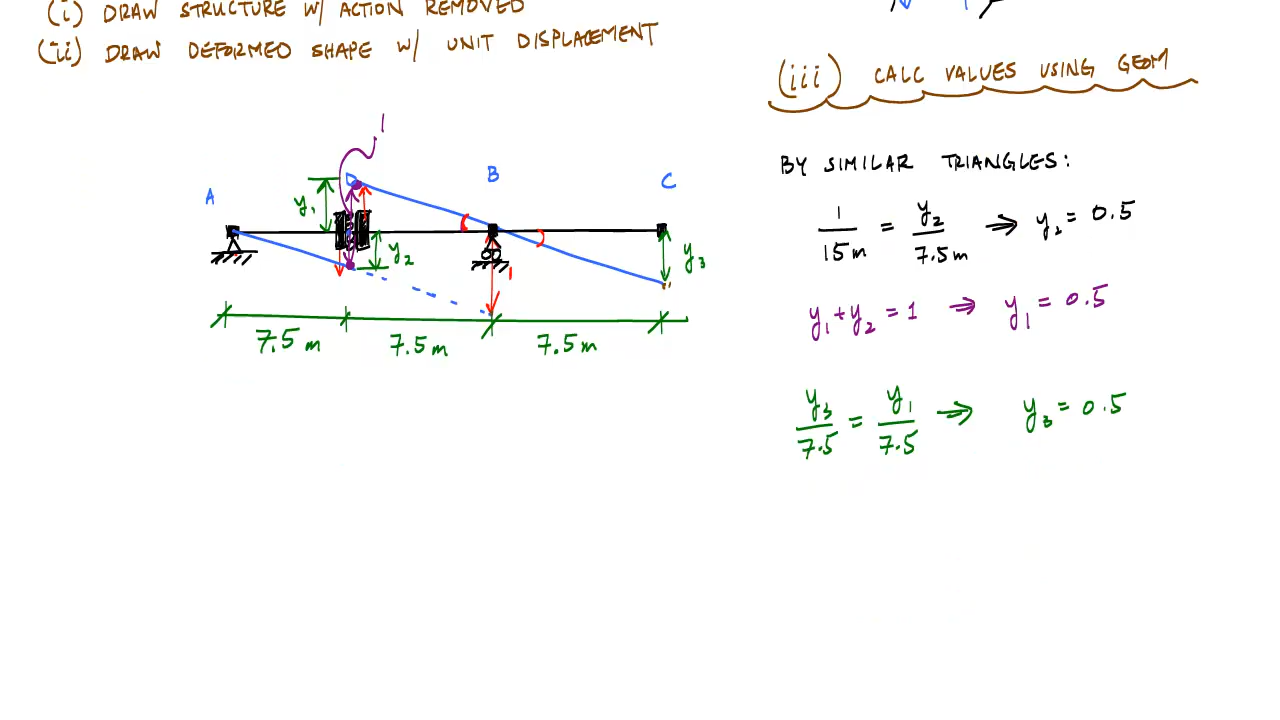 (i) DRAW STRUCTURE W/ ACTION REMOVED
(ii) DRAW DEFORMED SHAPE W/ UNIT DISPLACEMENT
(iii) CALC VALUES USING GEOM
1
A
D
B
C
y₁
y₂
1
y₃
7.5 m
7.5 m
7.5 m
BY SIMILAR TRIANGLES:
1/15m = y₂/7.5m ⇒ y₂ = 0.5
y₁ + y₂ = 1 ⇒ y₁ = 0.5
y₃/7.5 = y₁/7.5 ⇒ y₃ = 0.5